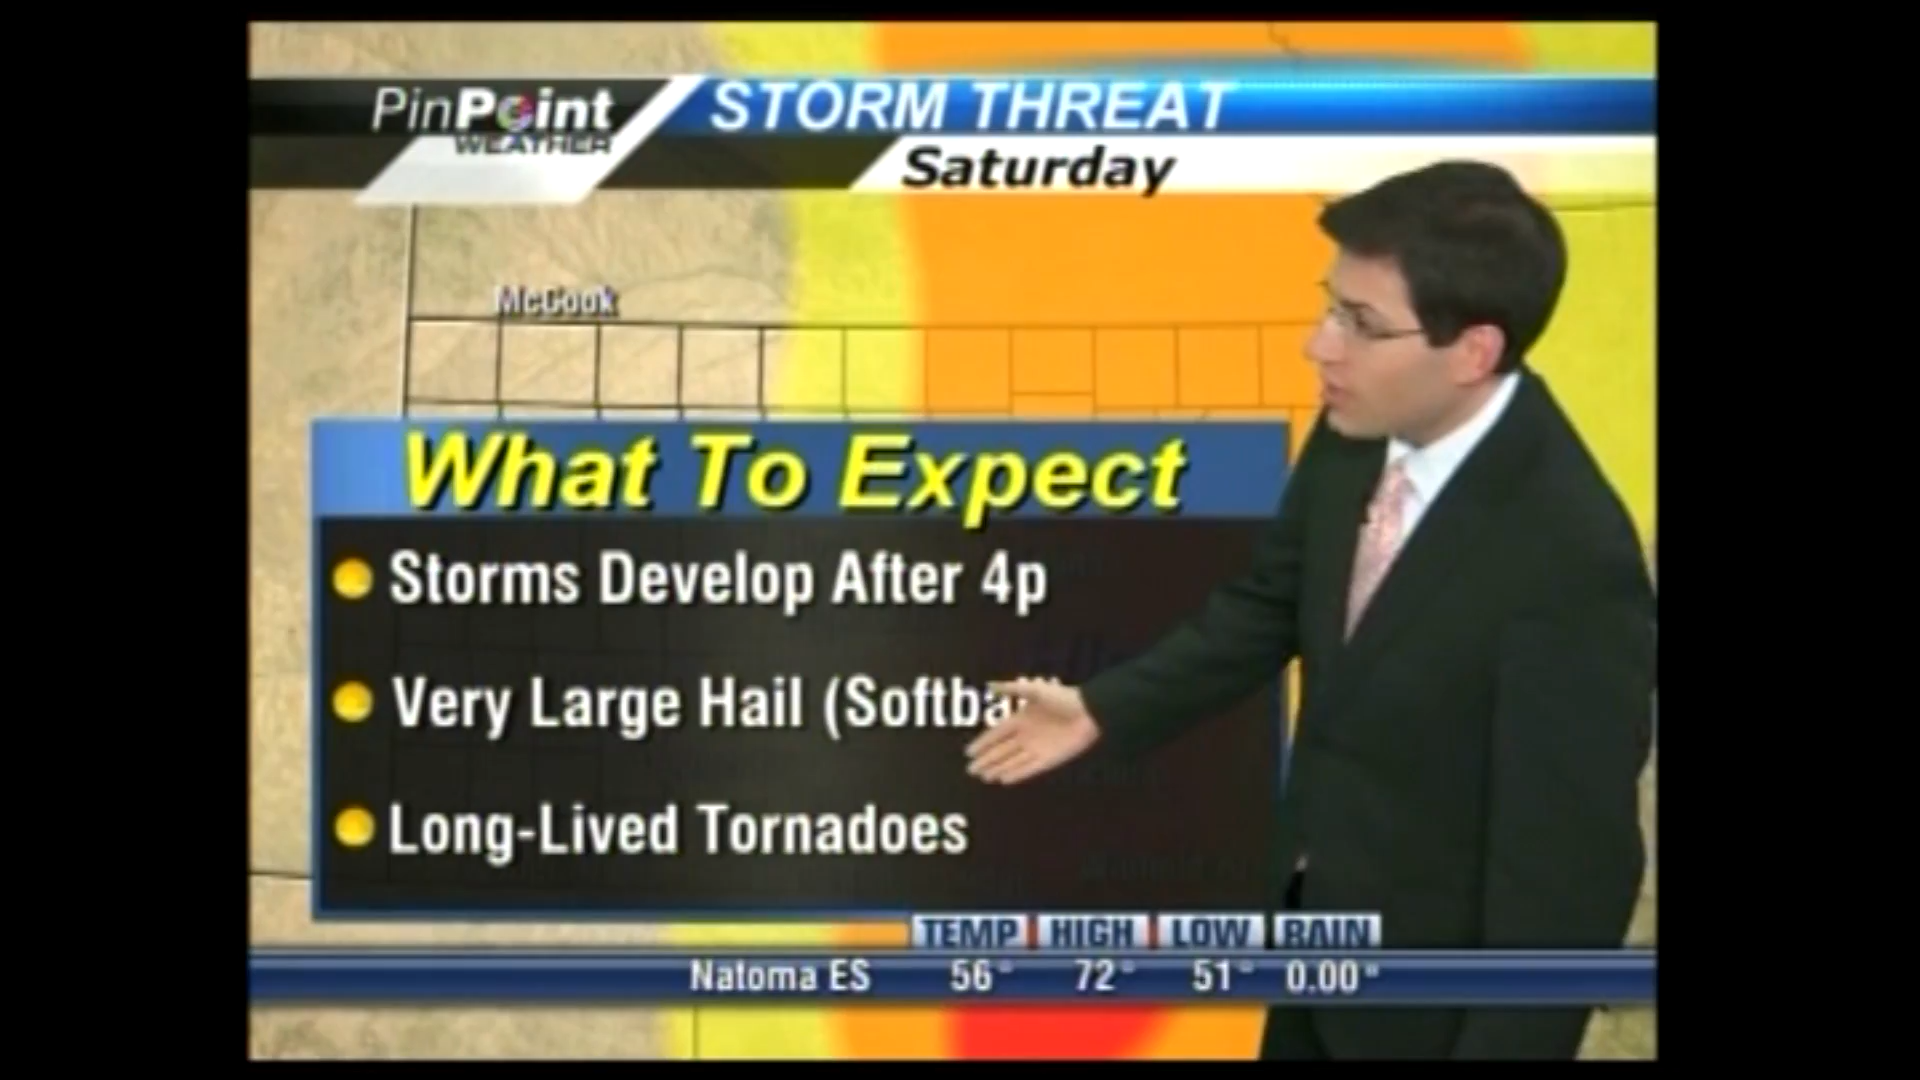 PinPoint
WEATHER
STORM THREAT
Saturday
McCook
What To Expect
Storms Develop After 4p
Very Large Hail
Long-Lived Tornadoes
TEMP HIGH LOW RAIN
Natoma ES 56° 72° 51° 0.00"